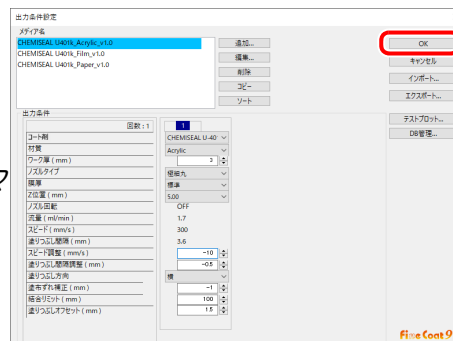 出力条件設定
メディア名
CHEMISEAL U401k_Acrylic_v1.0
CHEMISEAL U401k_Film_v1.0
CHEMISEAL U401k_Paper_v1.0
追加...
編集...
削除
コピー
ソート
OK
キャンセル
インポート...
エクスポート...
テストプロット...
DB管理...
出力条件
回数 : 1
1
コート剤 CHEMISEAL U-40
材質 Acrylic
ワーク厚 ( mm ) 3
ノズルタイプ 極細丸
膜厚 標準
Z位置 ( mm ) 5.00
ノズル回転 OFF
流量 ( ml/min ) 1.7
スピード ( mm/s ) 300
塗りつぶし間隔 ( mm ) 3.6
スピード調整 ( mm/s ) -10
塗りつぶし間隔調整 ( mm ) -0.5
塗りつぶし方向 横
塗布ずれ補正 ( mm ) -1
結合リミット ( mm ) 100
塗りつぶしオフセット ( mm ) 1.5
Fine Coat 9
?